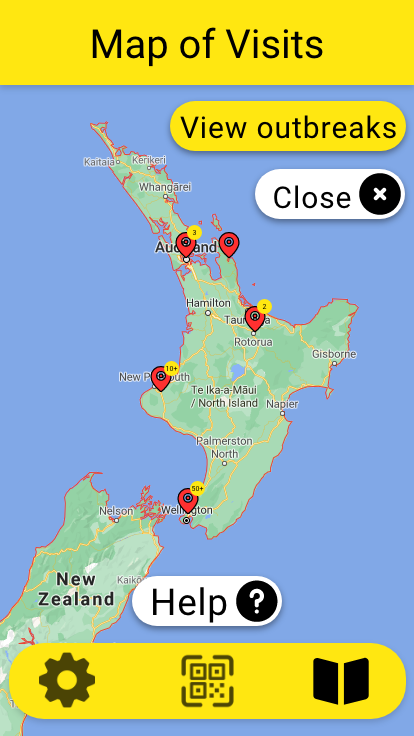 Map of Visits
View outbreaks
Close
Kaitaia
Kerikeri
Whangārei
3
Auckland
Hamilton
2
Tauranga
Rotorua
Gisborne
10+
New Plymouth
Te Ika-a-Māui
/ North Island
Napier
Palmerston
North
50+
Nelson
Wellington
New
Zealand
Kaikō
Help
?